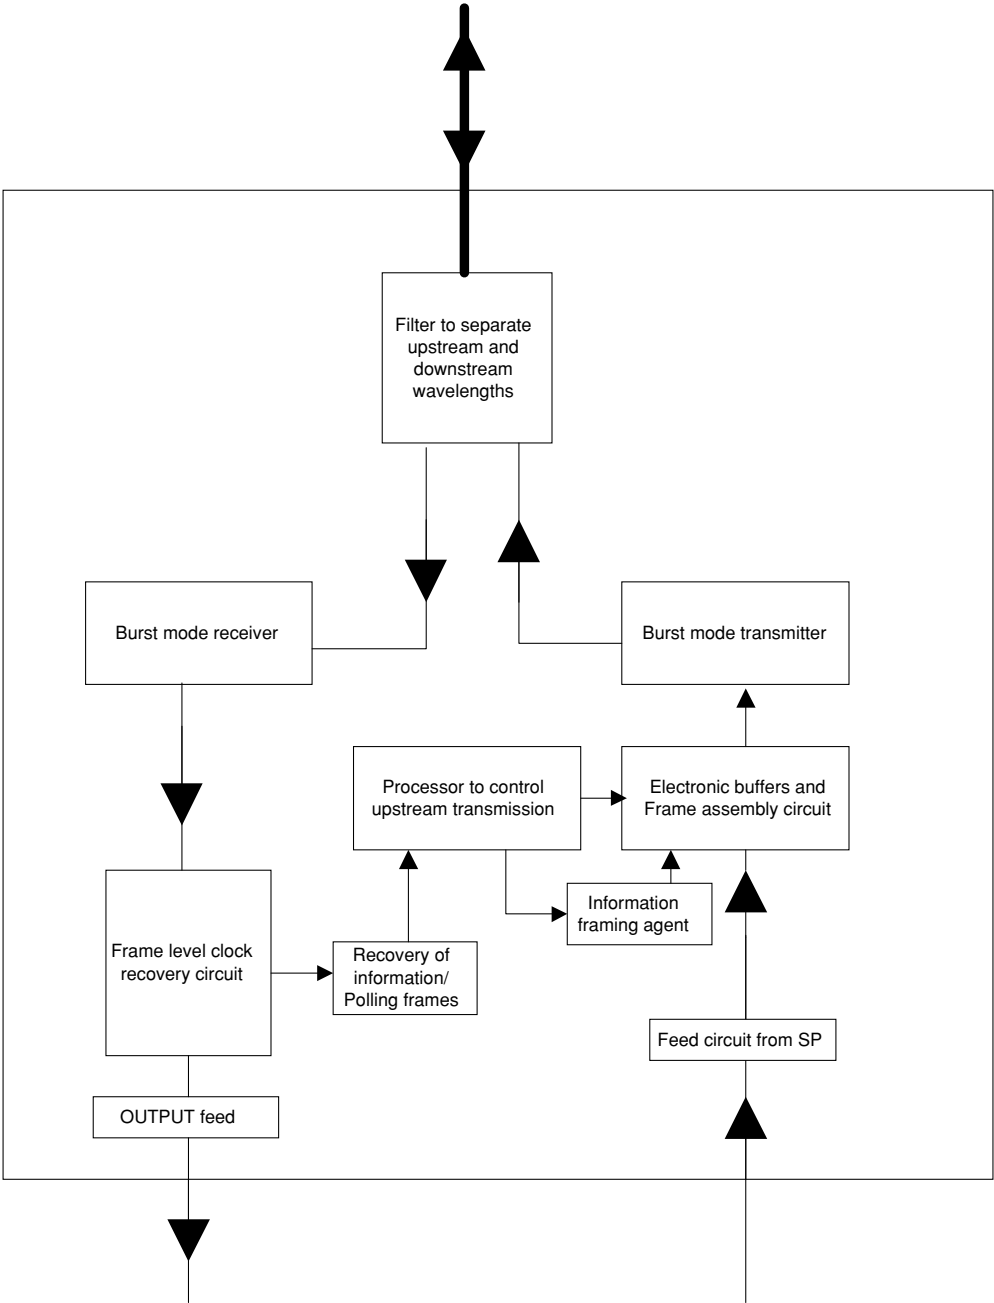 Filter to separate
upstream and
downstream
wavelengths
Burst mode receiver
Burst mode transmitter
Processor to control
upstream transmission
Electronic buffers and
Frame assembly circuit
Information
framing agent
Frame level clock
recovery circuit
Recovery of
information/
Polling frames
Feed circuit from SP
OUTPUT feed